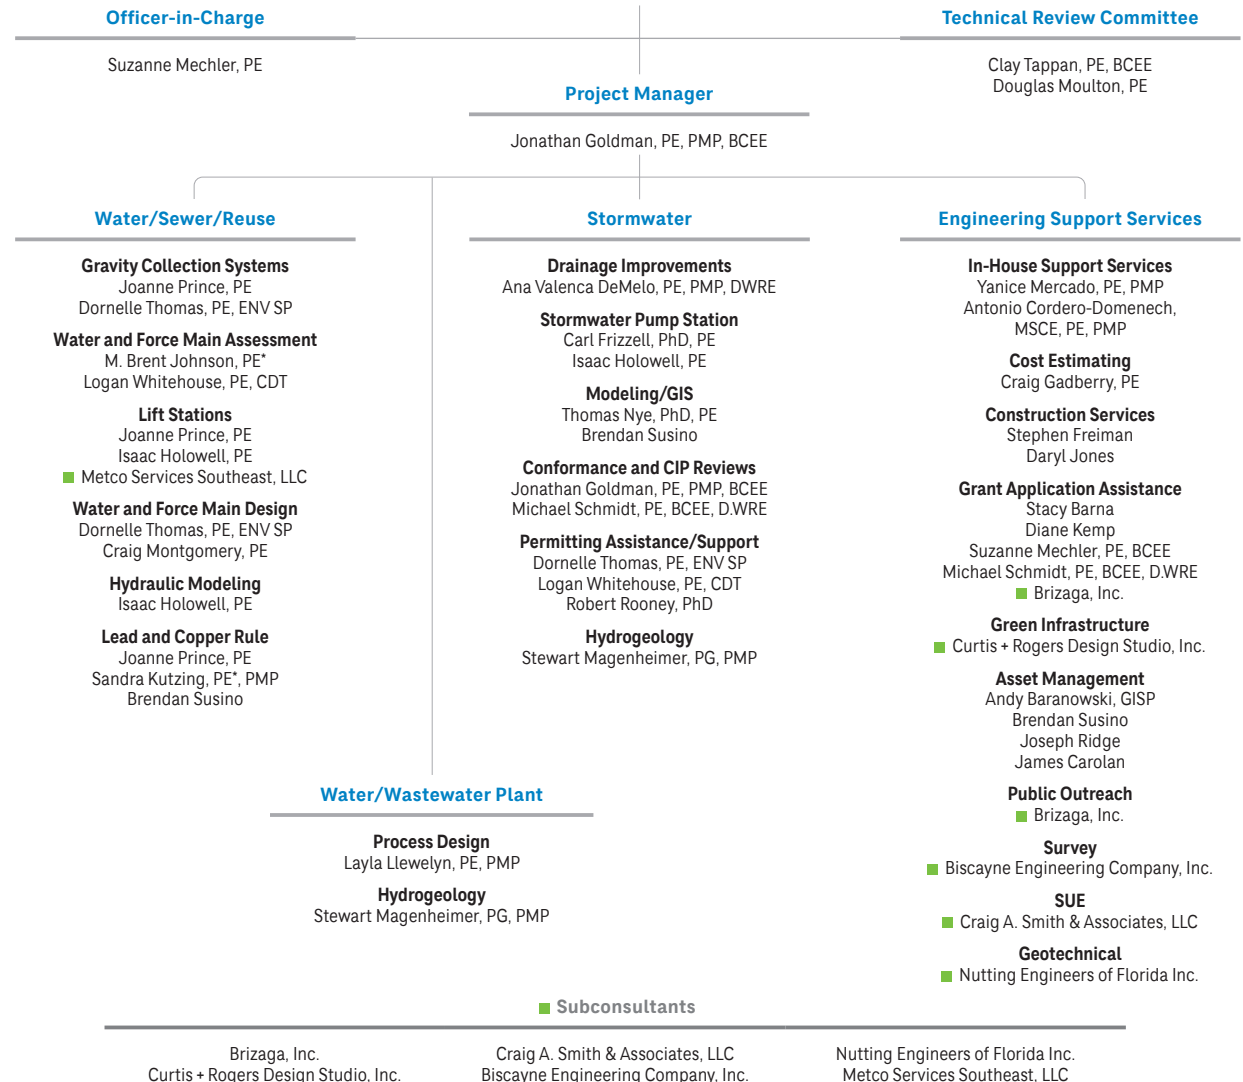 Officer-in-Charge
Suzanne Mechler, PE
Technical Review Committee
Clay Tappan, PE, BCEE
Douglas Moulton, PE
Project Manager
Jonathan Goldman, PE, PMP, BCEE
Water/Sewer/Reuse
Gravity Collection Systems
Joanne Prince, PE
Dornelle Thomas, PE, ENV SP
Water and Force Main Assessment
M. Brent Johnson, PE*
Logan Whitehouse, PE, CDT
Lift Stations
Joanne Prince, PE
Isaac Holowell, PE
Metco Services Southeast, LLC
Water and Force Main Design
Dornelle Thomas, PE, ENV SP
Craig Montgomery, PE
Hydraulic Modeling
Isaac Holowell, PE
Lead and Copper Rule
Joanne Prince, PE
Sandra Kutzing, PE*, PMP
Brendan Susino
Stormwater
Drainage Improvements
Ana Valenca DeMelo, PE, PMP, DWRE
Stormwater Pump Station
Carl Frizzell, PhD, PE
Isaac Holowell, PE
Modeling/GIS
Thomas Nye, PhD, PE
Brendan Susino
Conformance and CIP Reviews
Jonathan Goldman, PE, PMP, BCEE
Michael Schmidt, PE, BCEE, D.WRE
Permitting Assistance/Support
Dornelle Thomas, PE, ENV SP
Logan Whitehouse, PE, CDT
Robert Rooney, PhD
Hydrogeology
Stewart Magenheimer, PG, PMP
Engineering Support Services
In-House Support Services
Yanice Mercado, PE, PMP
Antonio Cordero-Domenech,
MSCE, PE, PMP
Cost Estimating
Craig Gadberry, PE
Construction Services
Stephen Freiman
Daryl Jones
Grant Application Assistance
Stacy Barna
Diane Kemp
Suzanne Mechler, PE, BCEE
Michael Schmidt, PE, BCEE, D.WRE
Brizaga, Inc.
Green Infrastructure
Curtis + Rogers Design Studio, Inc.
Asset Management
Andy Baranowski, GISP
Brendan Susino
Joseph Ridge
James Carolan
Public Outreach
Brizaga, Inc.
Survey
Biscayne Engineering Company, Inc.
SUE
Craig A. Smith & Associates, LLC
Geotechnical
Nutting Engineers of Florida Inc.
Water/Wastewater Plant
Process Design
Layla Llewelyn, PE, PMP
Hydrogeology
Stewart Magenheimer, PG, PMP
Subconsultants
Brizaga, Inc.
Curtis + Rogers Design Studio, Inc.
Craig A. Smith & Associates, LLC
Biscayne Engineering Company, Inc.
Nutting Engineers of Florida Inc.
Metco Services Southeast, LLC